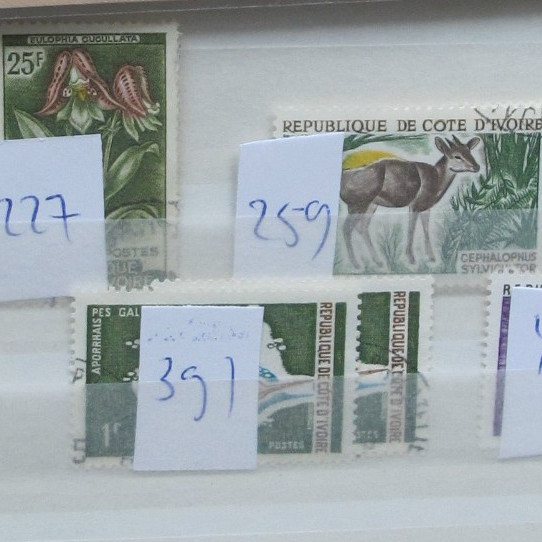 EULOPHIA CUCULLATA
25F
227
POSTES
REPUBLIQUE DE COTE D'IVOIRE
259
CEPHALOPHUS
APORRHAIS
PES GAL
REPUBLIQUE DE COTE D'IVOIRE
REPUBLIQUE DE COTE D'IVOIRE
391
1F
POSTES